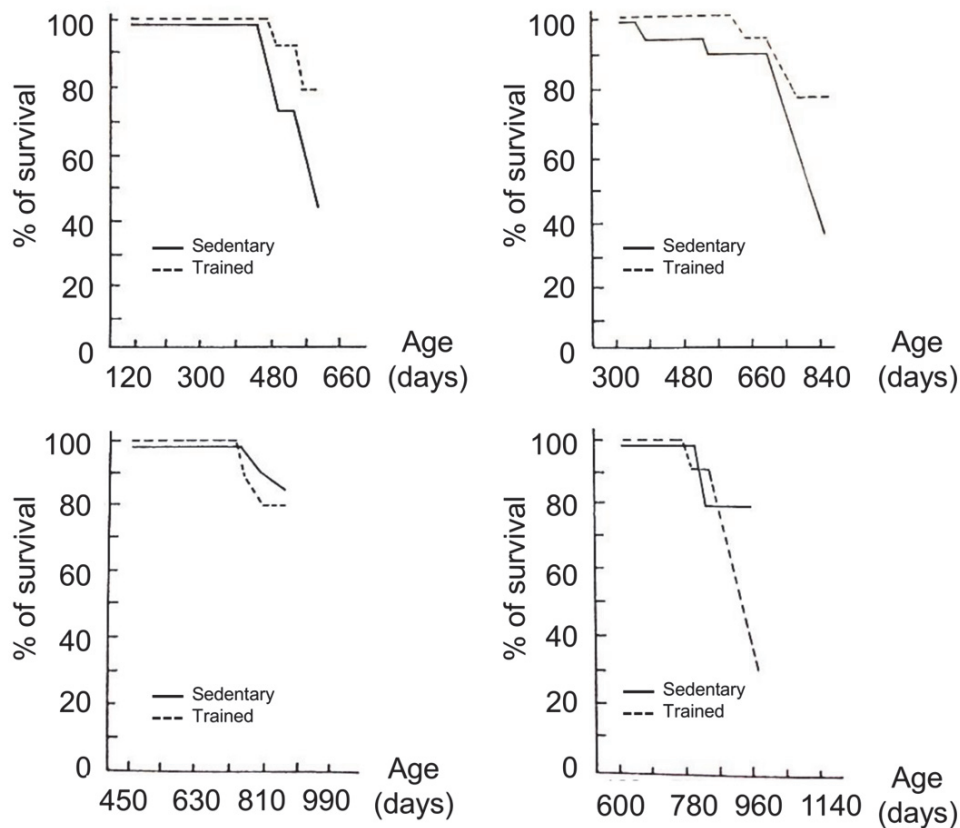 100
80
60
40
20
0
% of survival
Sedentary
Trained
120 300 480 660
Age
(days)
100
80
60
40
20
0
% of survival
Sedentary
Trained
300 480 660 840
Age
(days)
100
80
60
40
20
0
% of survival
Sedentary
Trained
450 630 810 990
Age
(days)
100
80
60
40
20
0
% of survival
Sedentary
Trained
600 780 960 1140
Age
(days)